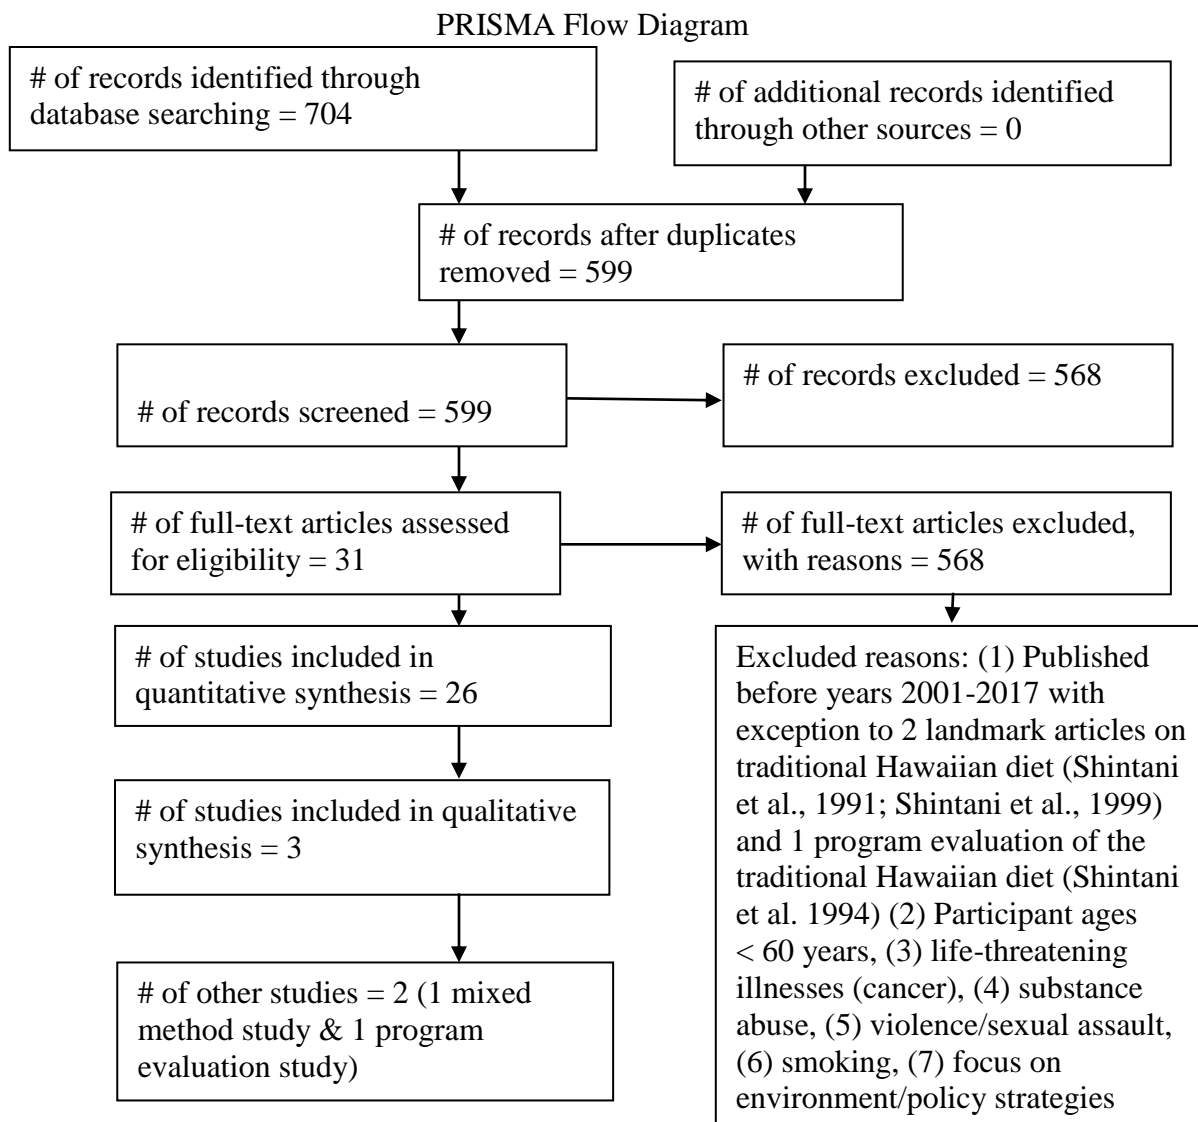 PRISMA Flow Diagram
# of records identified through
database searching = 704
# of additional records identified
through other sources = 0
# of records after duplicates
removed = 599
# of records screened = 599
# of records excluded = 568
# of full-text articles assessed
for eligibility = 31
# of full-text articles excluded,
with reasons = 568
# of studies included in
quantitative synthesis = 26
Excluded reasons: (1) Published
before years 2001-2017 with
exception to 2 landmark articles on
traditional Hawaiian diet (Shintani
et al., 1991; Shintani et al., 1999)
and 1 program evaluation of the
traditional Hawaiian diet (Shintani
et al. 1994) (2) Participant ages
< 60 years, (3) life-threatening
illnesses (cancer), (4) substance
abuse, (5) violence/sexual assault,
(6) smoking, (7) focus on
environment/policy strategies
# of studies included in qualitative
synthesis = 3
# of other studies = 2 (1 mixed
method study & 1 program
evaluation study)